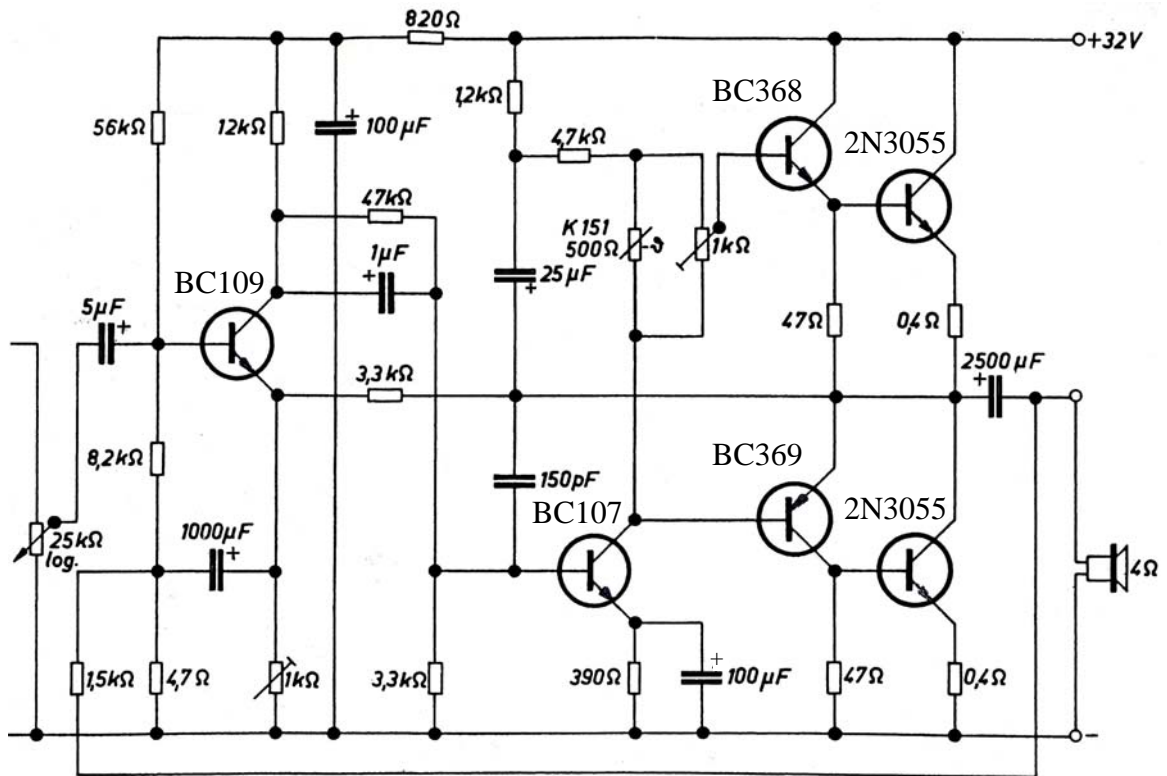 820Ω
+32V
BC368
1,2kΩ
56kΩ
12kΩ
+
100μF
4,7kΩ
2N3055
47kΩ
K151
500Ω
-ϑ
1kΩ
1μF
+
BC109
25μF
+
5μF
+
47Ω
0,4Ω
2500μF
+
3,3kΩ
8,2kΩ
BC369
150pF
BC107
2N3055
1000μF
+
25kΩ
log.
4Ω
1,5kΩ
4,7Ω
1kΩ
3,3kΩ
390Ω
+
100μF
47Ω
0,4Ω
-